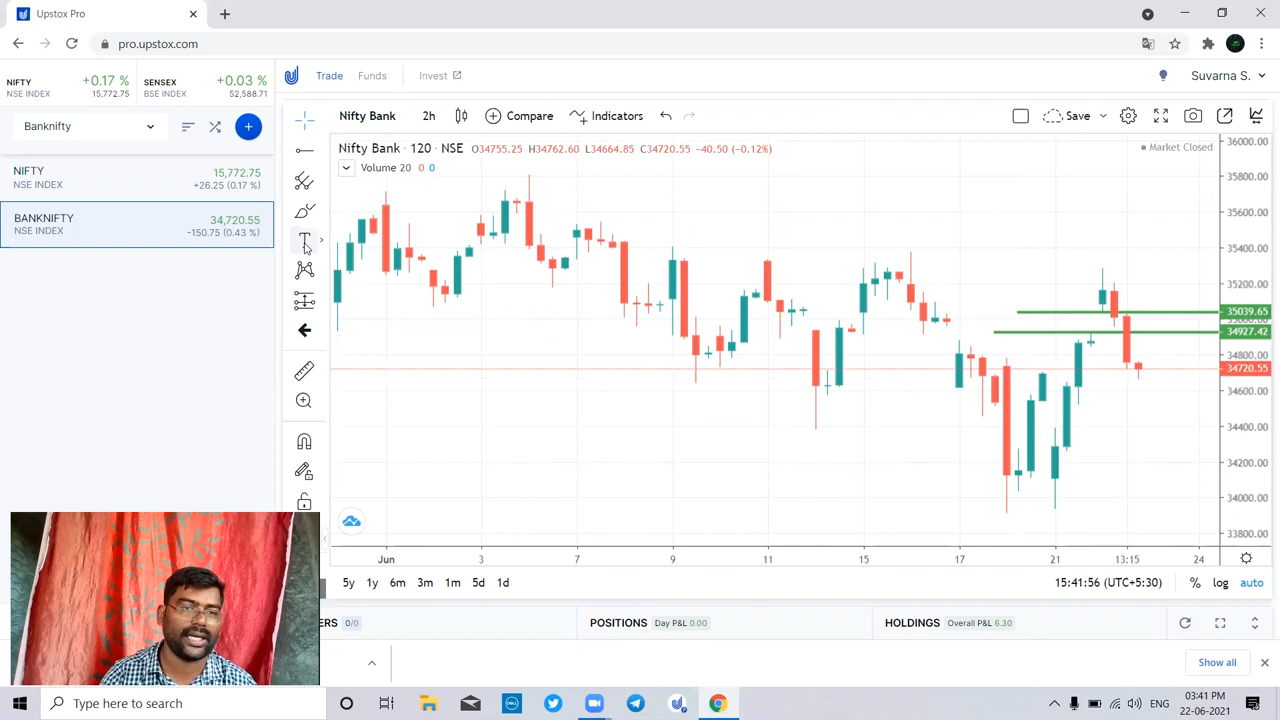 Upstox Pro
pro.upstox.com
NIFTY +0.17 %
NSE INDEX 15,772.75
SENSEX +0.03 %
BSE INDEX 52,588.71
Trade Funds Invest
Suvarna S.
Banknifty
Nifty Bank 2h Compare Indicators Save
NIFTY 15,772.75
NSE INDEX +26.25 (0.17 %)
BANKNIFTY 34,720.55
NSE INDEX -150.75 (0.43 %)
Nifty Bank · 120 · NSE O34755.25 H34762.60 L34664.85 C34720.55 -40.50 (-0.12%)
Market Closed
Volume 20 0 0
36000.00
35800.00
35600.00
35400.00
35200.00
35039.65
34927.42
34800.00
34720.55
34600.00
34400.00
34200.00
34000.00
33800.00
Jun 3 7 9 11 15 17 21 13:15 24
5y 1y 6m 3m 1m 5d 1d
15:41:56 (UTC+5:30) % log auto
ERS 0/0
POSITIONS Day P&L 0.00
HOLDINGS Overall P&L 6.30
Show all
Type here to search
DELL
ENG
03:41 PM
22-06-2021